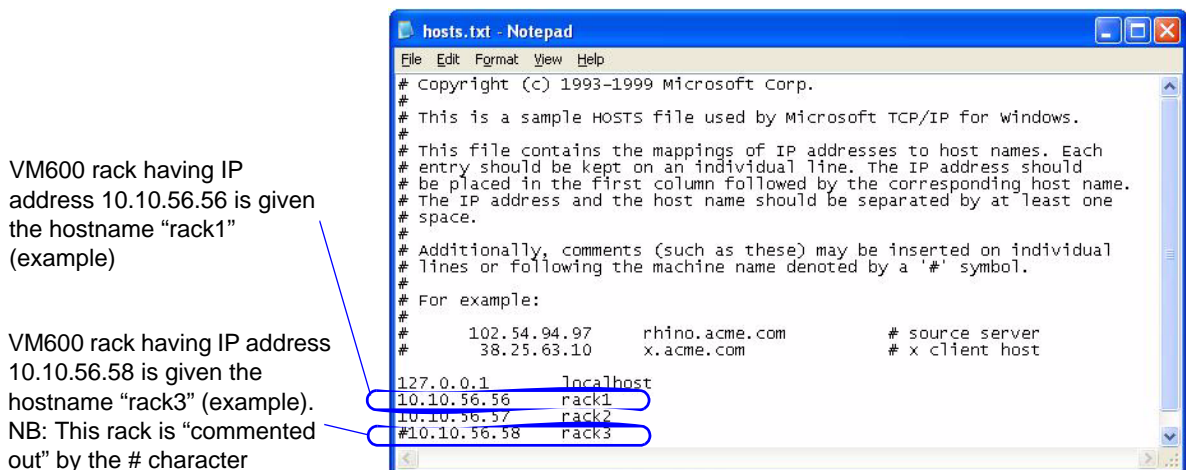 VM600 rack having IP
address 10.10.56.56 is given
the hostname “rack1”
(example)
VM600 rack having IP address
10.10.56.58 is given the
hostname “rack3” (example).
NB: This rack is “commented
out” by the # character
hosts.txt - Notepad
File Edit Format View Help
# Copyright (c) 1993-1999 Microsoft Corp.
#
# This is a sample HOSTS file used by Microsoft TCP/IP for Windows.
#
# This file contains the mappings of IP addresses to host names. Each
# entry should be kept on an individual line. The IP address should
# be placed in the first column followed by the corresponding host name.
# The IP address and the host name should be separated by at least one
# space.
#
# Additionally, comments (such as these) may be inserted on individual
# lines or following the machine name denoted by a '#' symbol.
#
# For example:
#
# 102.54.94.97 rhino.acme.com # source server
# 38.25.63.10 x.acme.com # x client host
127.0.0.1 localhost
10.10.56.56 rack1
10.10.56.57 rack2
#10.10.56.58 rack3